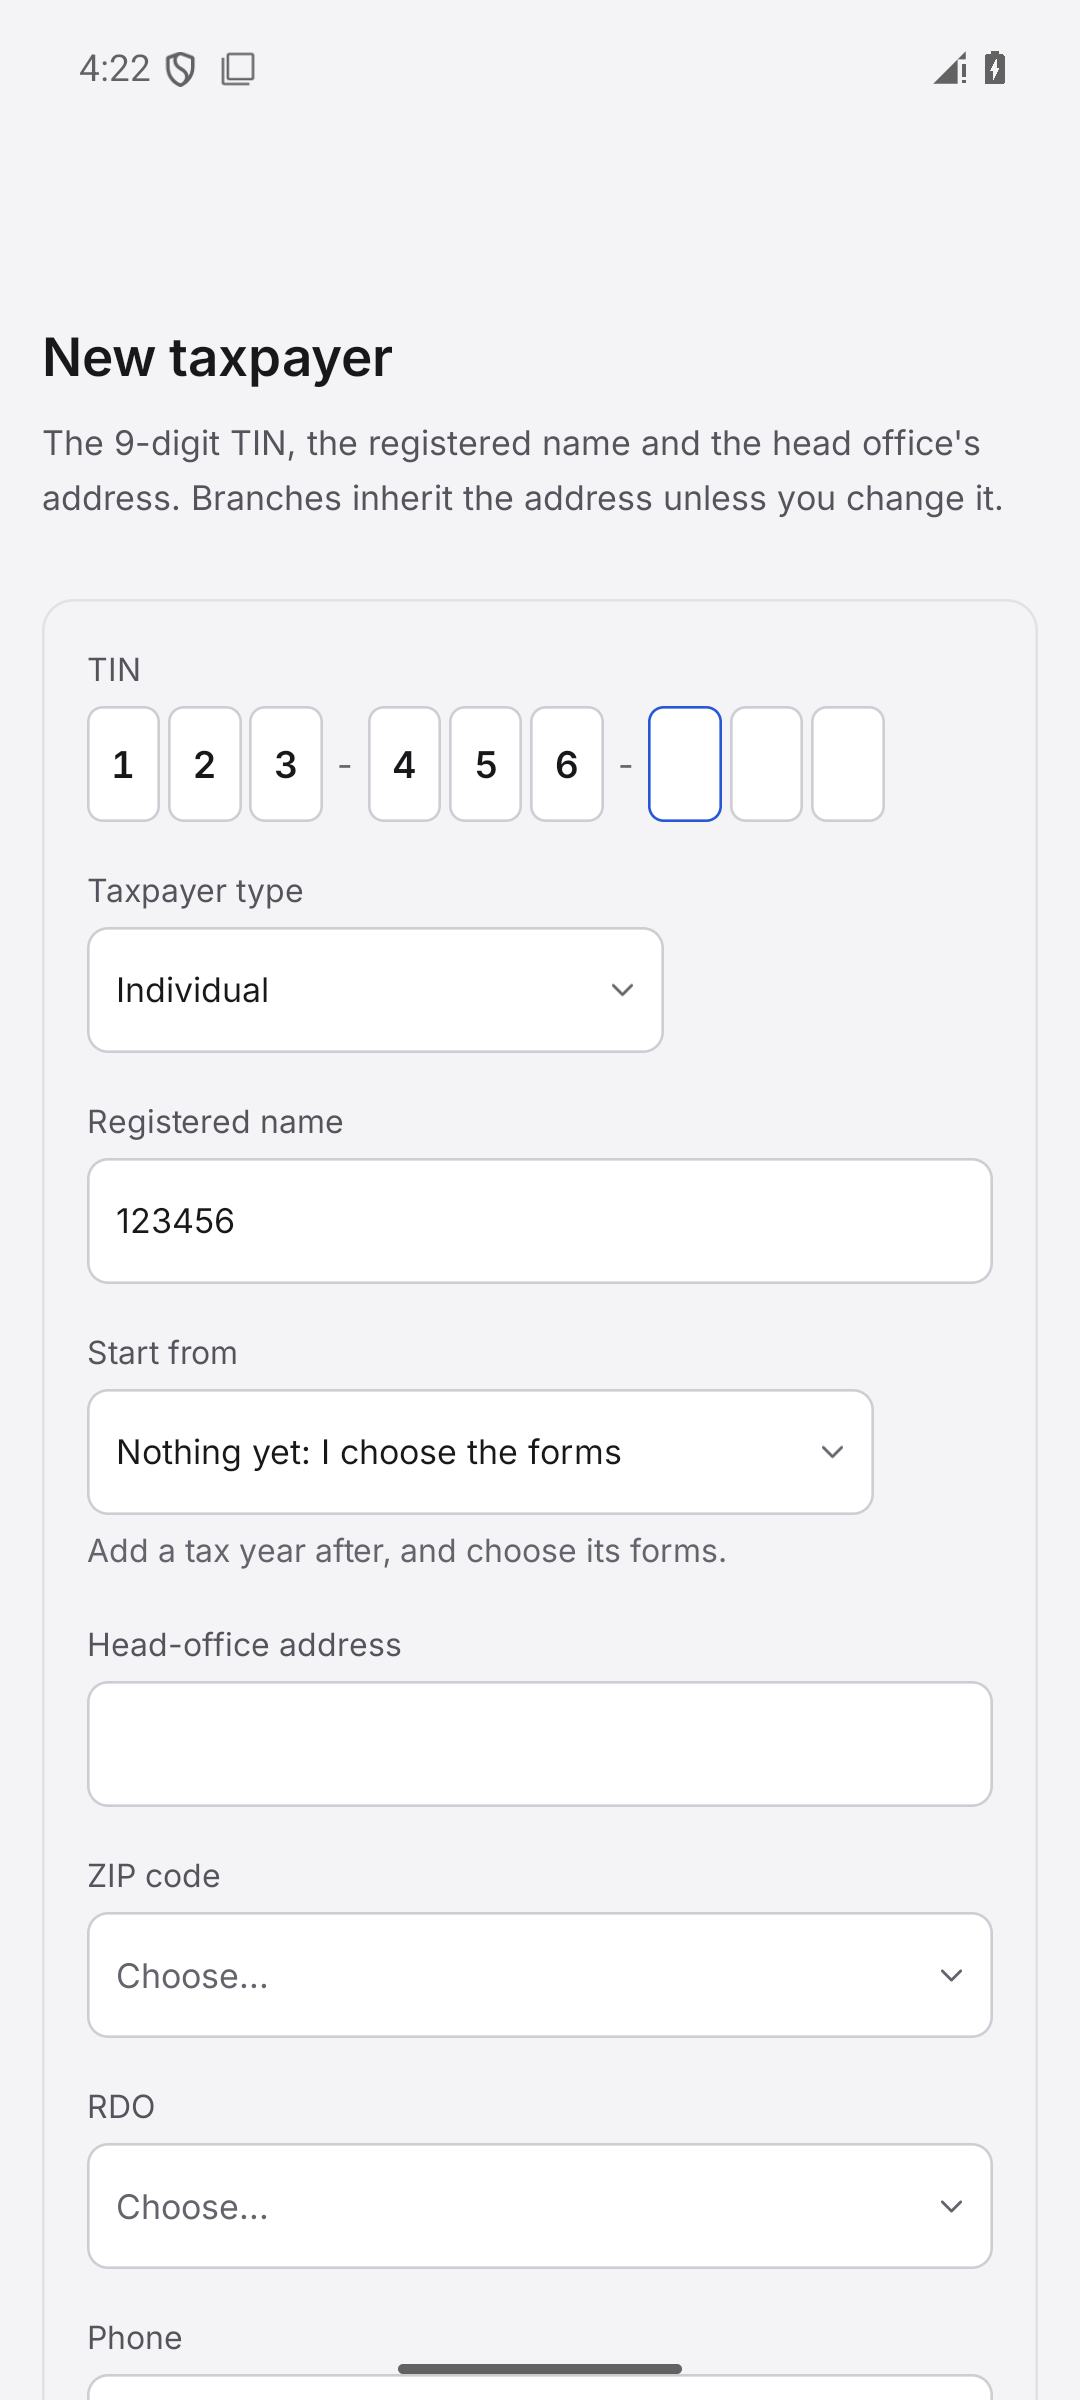 4:22
New taxpayer
The 9-digit TIN, the registered name and the head office's
address. Branches inherit the address unless you change it.
TIN
1 2 3 - 4 5 6 -
Taxpayer type
Individual
Registered name
123456
Start from
Nothing yet: I choose the forms
Add a tax year after, and choose its forms.
Head-office address
ZIP code
Choose...
RDO
Choose...
Phone